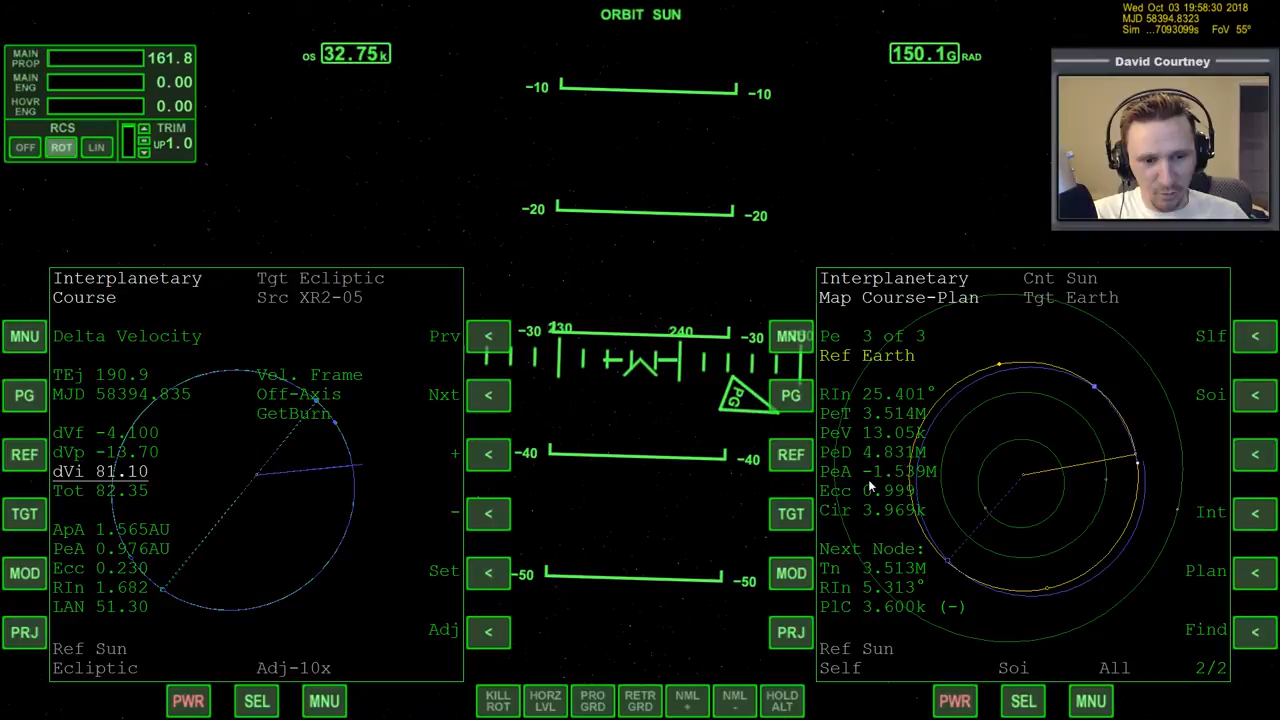 ORBIT SUN
Wed Oct 03 19:58:30 2018
MJD 58394.8323
Sim ...7093099s FoV 55°
MAIN PROP 161.8
MAIN ENG 0.00
HOVR ENG 0.00
RCS
TRIM
UP 1.0
OFF ROT LIN
OS 32.75k
150.1G RAD
David Courtney
-10 -10
-20 -20
-30 230 240 -30
-40 -40
-50 -50
PG
Interplanetary Tgt Ecliptic
Course Src XR2-05
Delta Velocity Prv
TEj 190.9 Vel. Frame
MJD 58394.835 Off-Axis Nxt
GetBurn
dVf -4.100
dVp -13.70 +
dVi 81.10
Tot 82.35
-
ApA 1.565AU
PeA 0.976AU
Ecc 0.230 Set
RIn 1.682
LAN 51.30
Adj
Ref Sun
Ecliptic Adj-10x
MNU
PG
REF
TGT
MOD
PRJ
<
<
<
<
<
<
PWR SEL MNU
KILL ROT
HORZ LVL
PRO GRD
RETR GRD
NML +
NML -
HOLD ALT
MNU
PG
REF
TGT
MOD
PRJ
Interplanetary Cnt Sun
Map Course-Plan Tgt Earth
Pe 3 of 3 Slf
Ref Earth
RIn 25.401° Soi
PeT 3.514M
PeV 13.05k
PeD 4.831M
PeA -1.539M
Ecc 0.999
Cir 3.969k Int
Next Node:
Tn 3.513M Plan
RIn 5.313°
PlC 3.600k (-)
Find
Ref Sun
Self Soi All 2/2
<
<
<
<
<
<
PWR SEL MNU